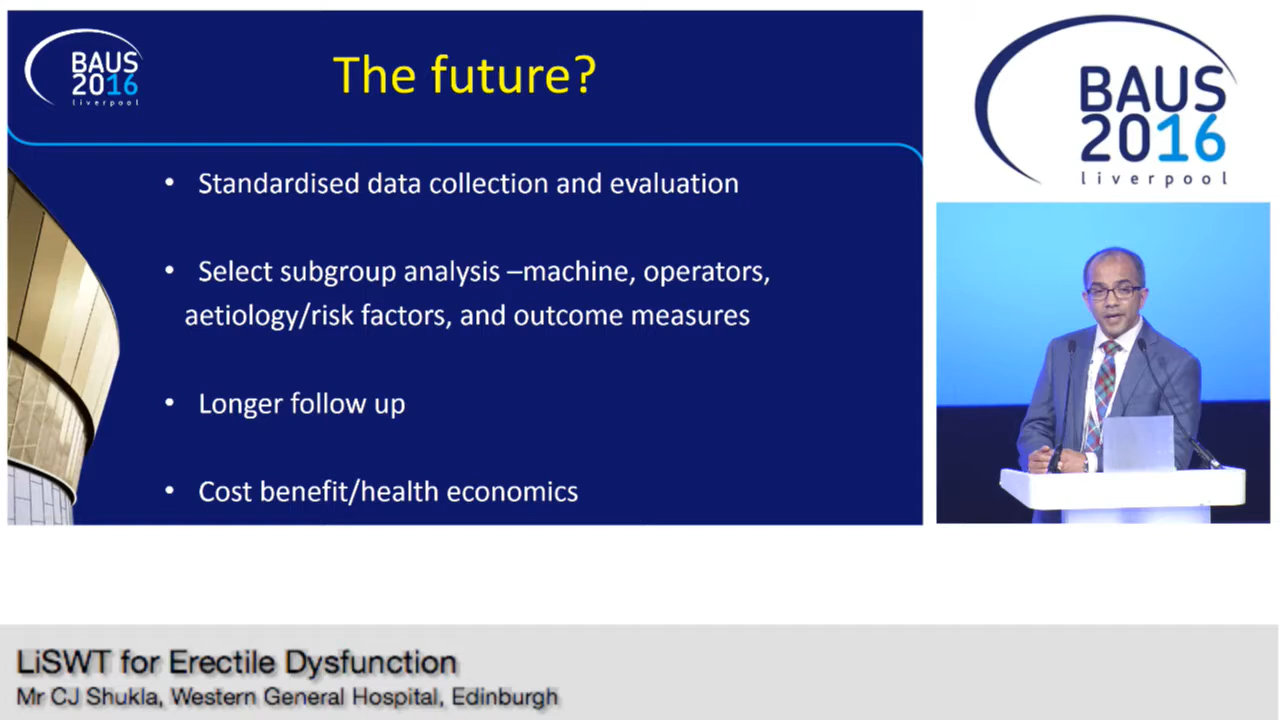 BAUS
2016
liverpool
The future?
• Standardised data collection and evaluation
• Select subgroup analysis –machine, operators,
aetiology/risk factors, and outcome measures
• Longer follow up
• Cost benefit/health economics
BAUS
2016
liverpool
LiSWT for Erectile Dysfunction
Mr CJ Shukla, Western General Hospital, Edinburgh